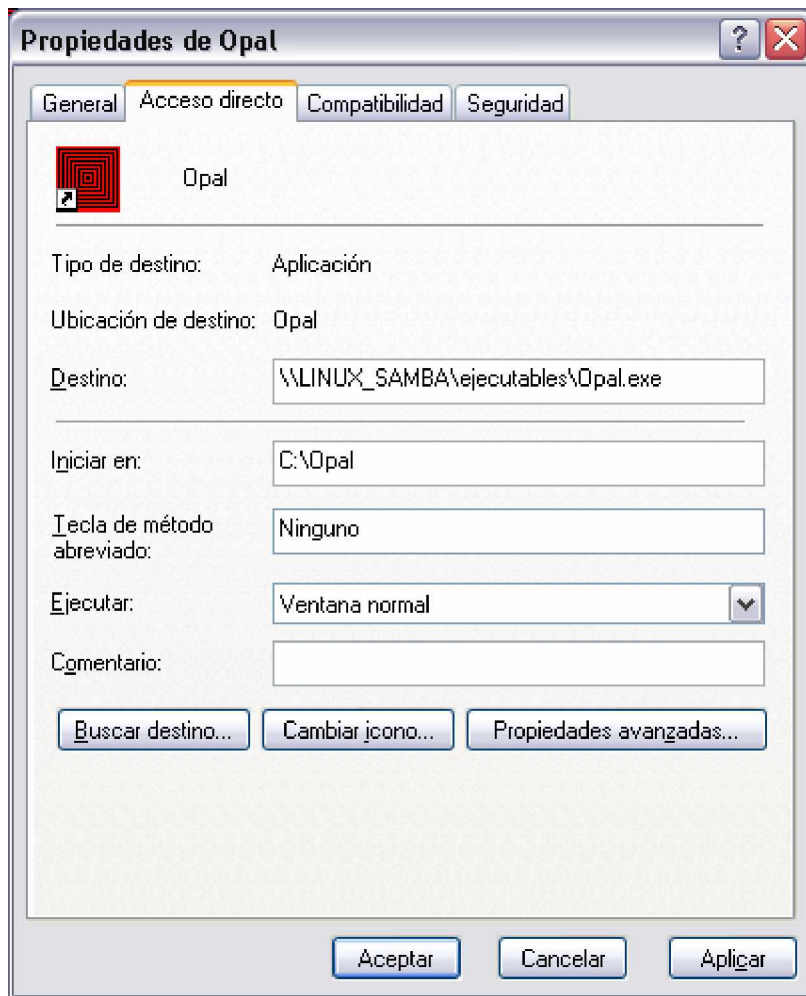 Propiedades de Opal
General Acceso directo Compatibilidad Seguridad
Opal
Tipo de destino: Aplicación
Ubicación de destino: Opal
Destino: \\LINUX_SAMBA\ejecutables\Opal.exe
Iniciar en: C:\Opal
Tecla de método
abreviado: Ninguno
Ejecutar: Ventana normal
Comentario:
Buscar destino... Cambiar icono... Propiedades avanzadas...
Aceptar Cancelar Aplicar